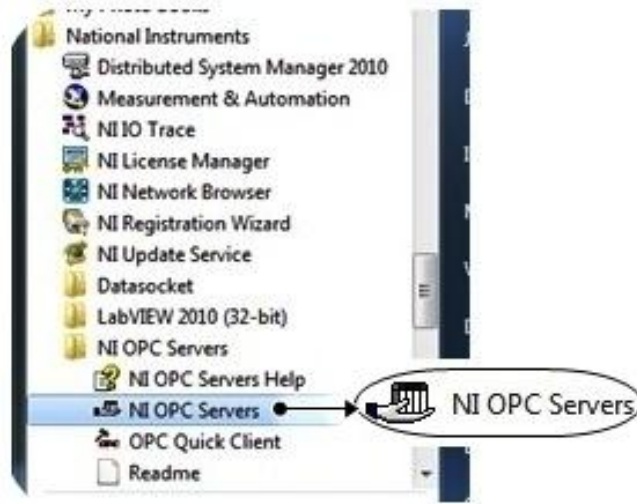 National Instruments
Distributed System Manager 2010
Measurement & Automation
NI IO Trace
NI License Manager
NI Network Browser
NI Registration Wizard
NI Update Service
Datasocket
LabVIEW 2010 (32-bit)
NI OPC Servers
NI OPC Servers Help
NI OPC Servers
NI OPC Servers
OPC Quick Client
Readme